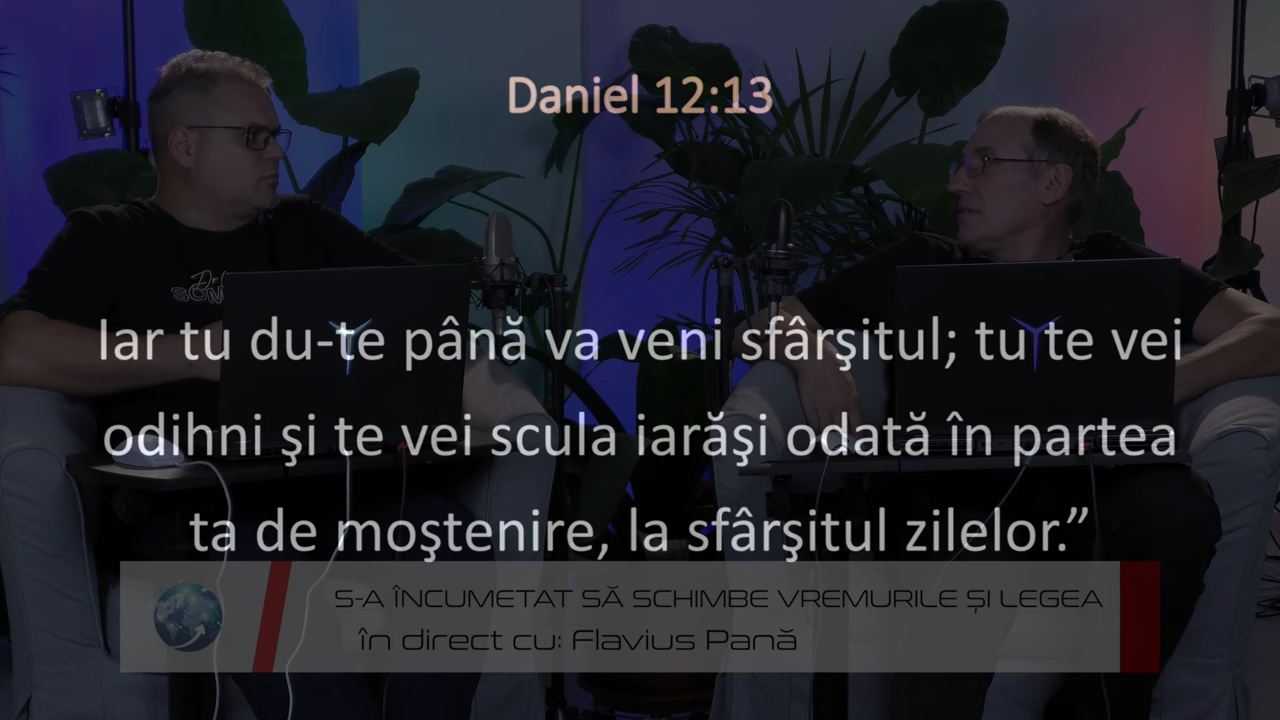 Daniel 12:13
Iar tu du-te până va veni sfârşitul; tu te vei
odihni şi te vei scula iarăşi odată în partea
ta de moştenire, la sfârşitul zilelor.”
S-A ÎNCUMETAT SĂ SCHIMBE VREMURILE ȘI LEGEA
în direct cu: Flavius Pană